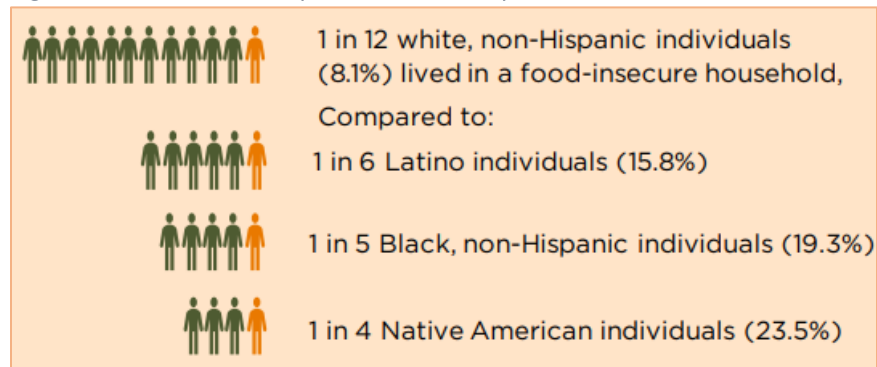 1 in 12 white, non-Hispanic individuals
(8.1%) lived in a food-insecure household,
Compared to:
1 in 6 Latino individuals (15.8%)
1 in 5 Black, non-Hispanic individuals (19.3%)
1 in 4 Native American individuals (23.5%)